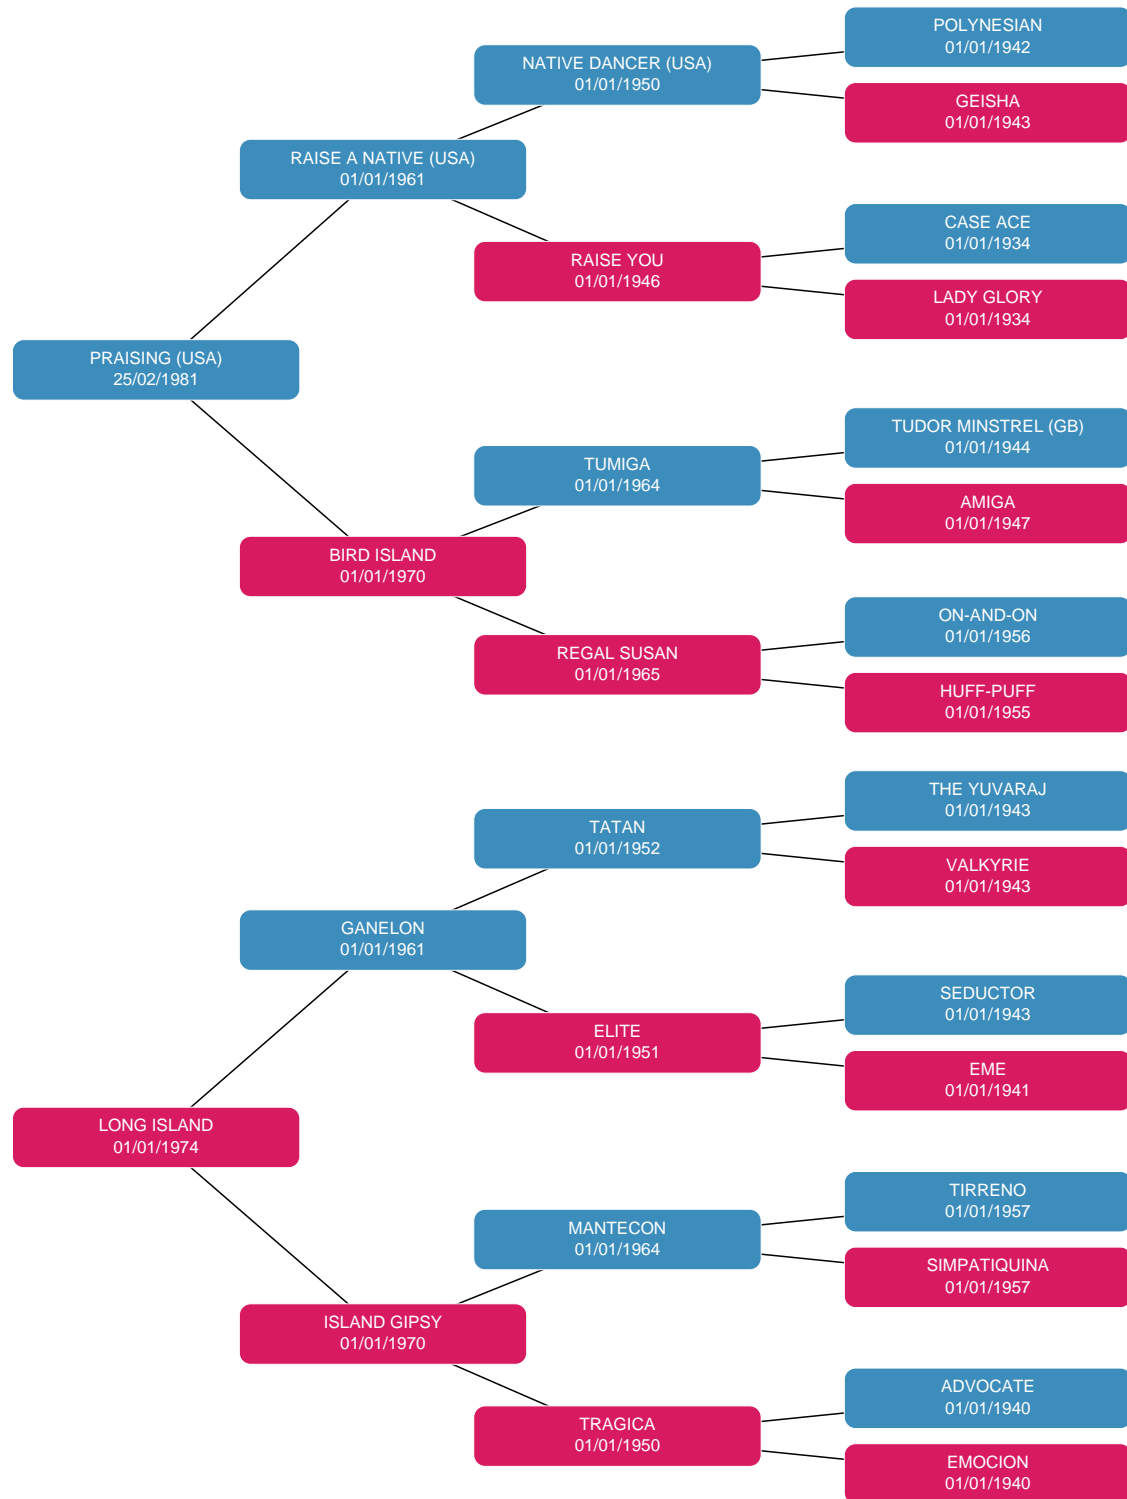 POLYNESIAN
01/01/1942
NATIVE DANCER (USA)
01/01/1950
GEISHA
01/01/1943
RAISE A NATIVE (USA)
01/01/1961
CASE ACE
01/01/1934
RAISE YOU
01/01/1946
LADY GLORY
01/01/1934
PRAISING (USA)
25/02/1981
TUDOR MINSTREL (GB)
01/01/1944
TUMIGA
01/01/1964
AMIGA
01/01/1947
BIRD ISLAND
01/01/1970
ON-AND-ON
01/01/1956
REGAL SUSAN
01/01/1965
HUFF-PUFF
01/01/1955
THE YUVARAJ
01/01/1943
TATAN
01/01/1952
VALKYRIE
01/01/1943
GANELON
01/01/1961
SEDUCTOR
01/01/1943
ELITE
01/01/1951
EME
01/01/1941
LONG ISLAND
01/01/1974
TIRRENO
01/01/1957
MANTECON
01/01/1964
SIMPATIQUINA
01/01/1957
ISLAND GIPSY
01/01/1970
ADVOCATE
01/01/1940
TRAGICA
01/01/1950
EMOCION
01/01/1940